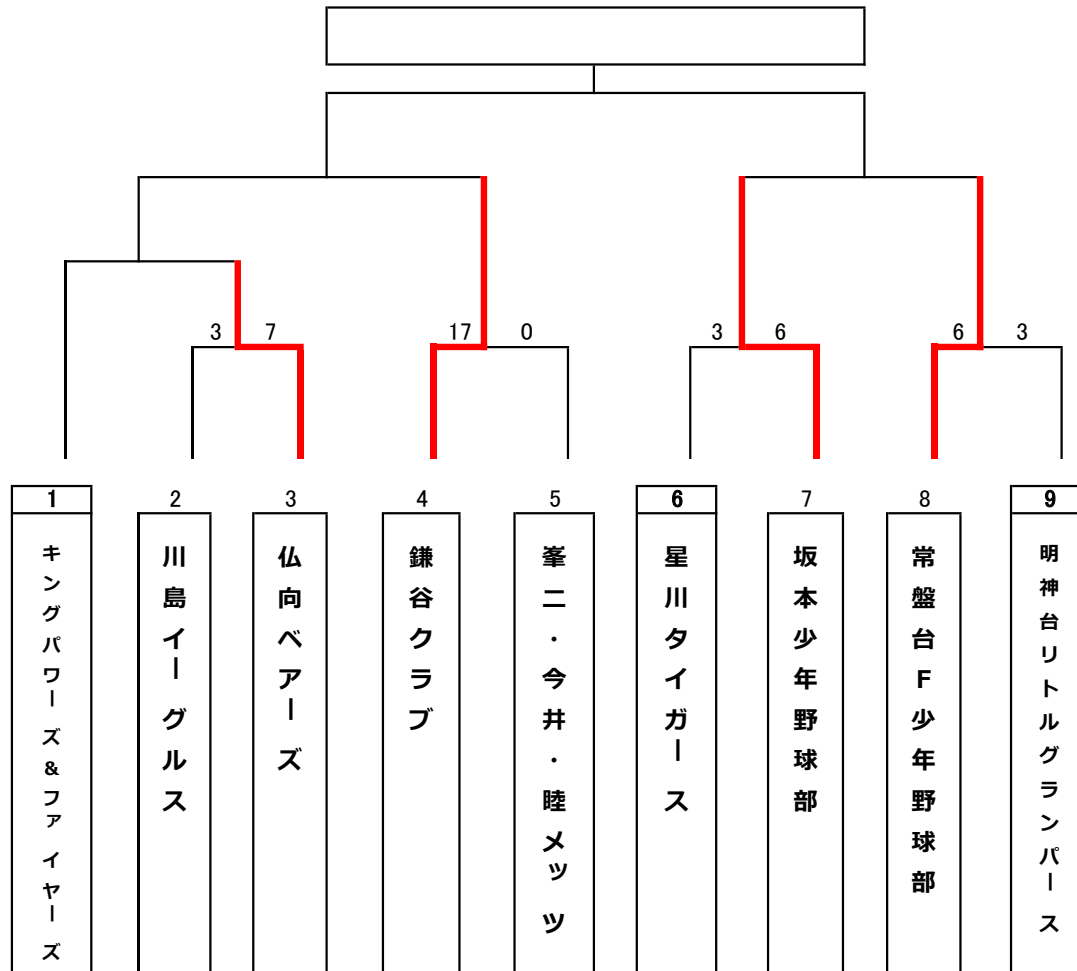 3 7 17 0 3 6 6 3
1 2 3 4 5 6 7 8 9
キングパワーズ&ファイヤーズ
川島イーグルス
仏向ベアーズ
鎌谷クラブ
峯二・今井・睦メッツ
星川タイガース
坂本少年野球部
常盤台F少年野球部
明神台リトルグランパース